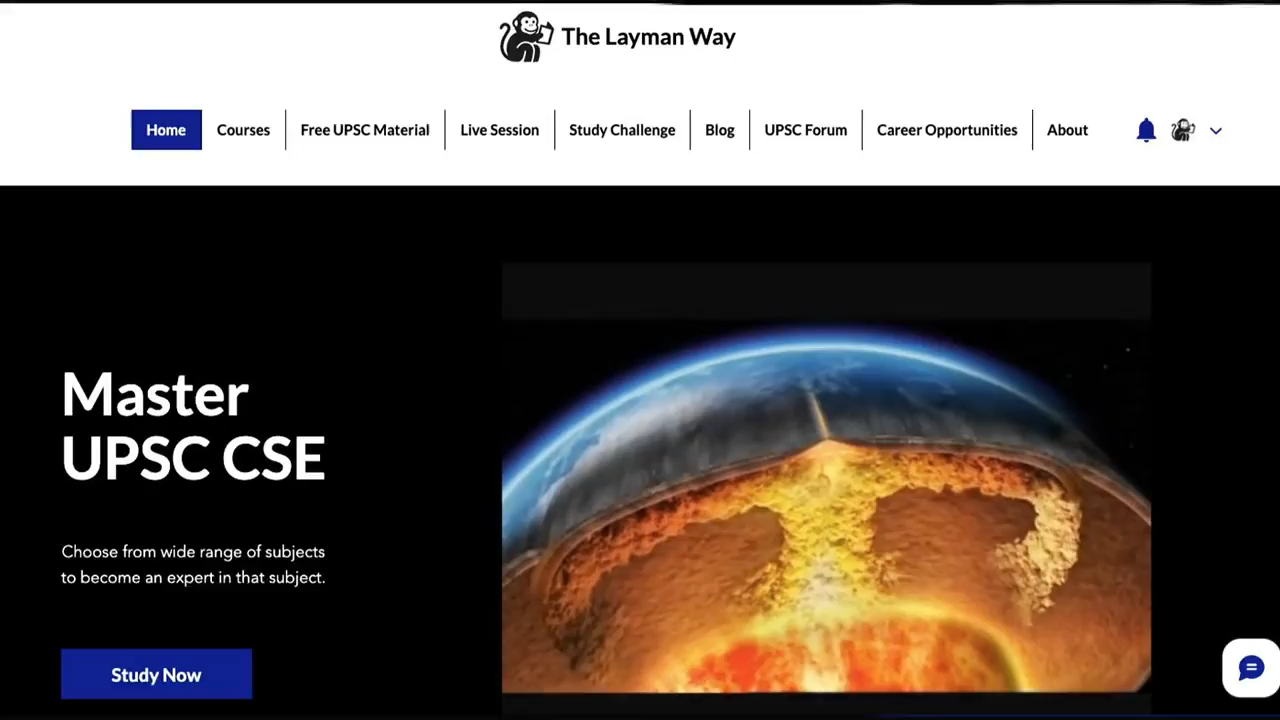 The Layman Way
Home
Courses
Free UPSC Material
Live Session
Study Challenge
Blog
UPSC Forum
Career Opportunities
About
Master
UPSC CSE
Choose from wide range of subjects
to become an expert in that subject.
Study Now